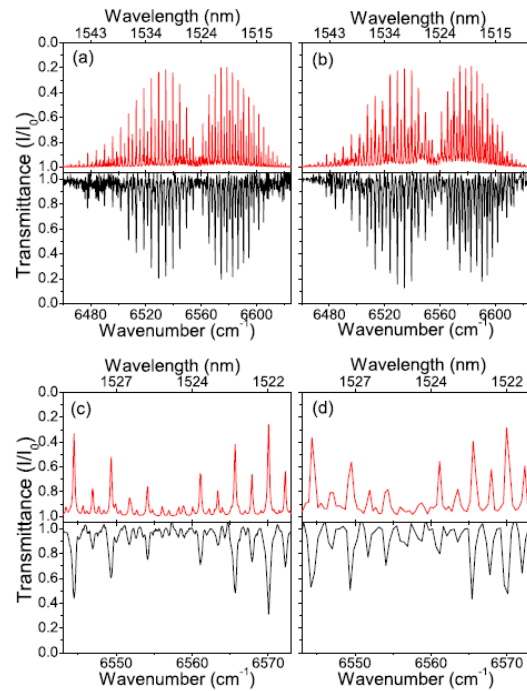 Wavelength (nm) Wavelength (nm)
1543 1534 1524 1515 1543 1534 1524 1515
(a) (b)
0.0
0.2
0.4
0.6
0.8
1.0
1.0
0.8
0.6
0.4
0.2
0.0
Transmittance (I/I0)
6480 6520 6560 6600 6480 6520 6560 6600
Wavenumber (cm-1) Wavenumber (cm-1)
Wavelength (nm) Wavelength (nm)
1527 1524 1522 1527 1524 1522
(c) (d)
0.0
0.2
0.4
0.6
0.8
1.0
1.0
0.8
0.6
0.4
0.2
0.0
Transmittance (I/I0)
6550 6560 6570 6550 6560 6570
Wavenumber (cm-1) Wavenumber (cm-1)